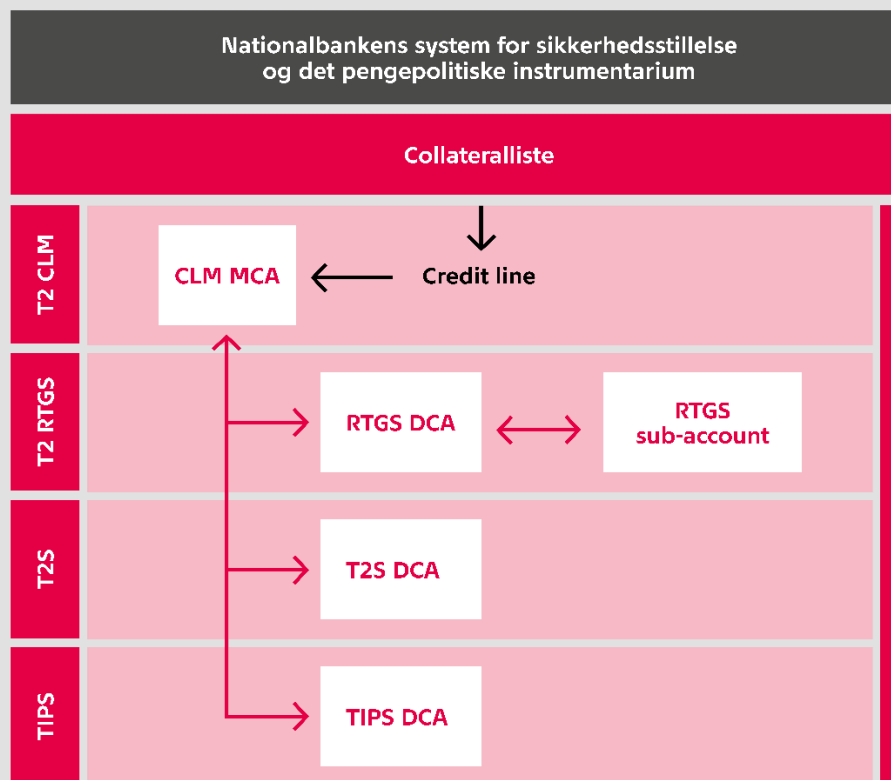 Nationalbankens system for sikkerhedsstillelse
og det pengepolitiske instrumentarium
Collateralliste
T2 CLM
CLM MCA
Credit line
T2 RTGS
RTGS DCA
RTGS
sub-account
T2S
T2S DCA
TIPS
TIPS DCA